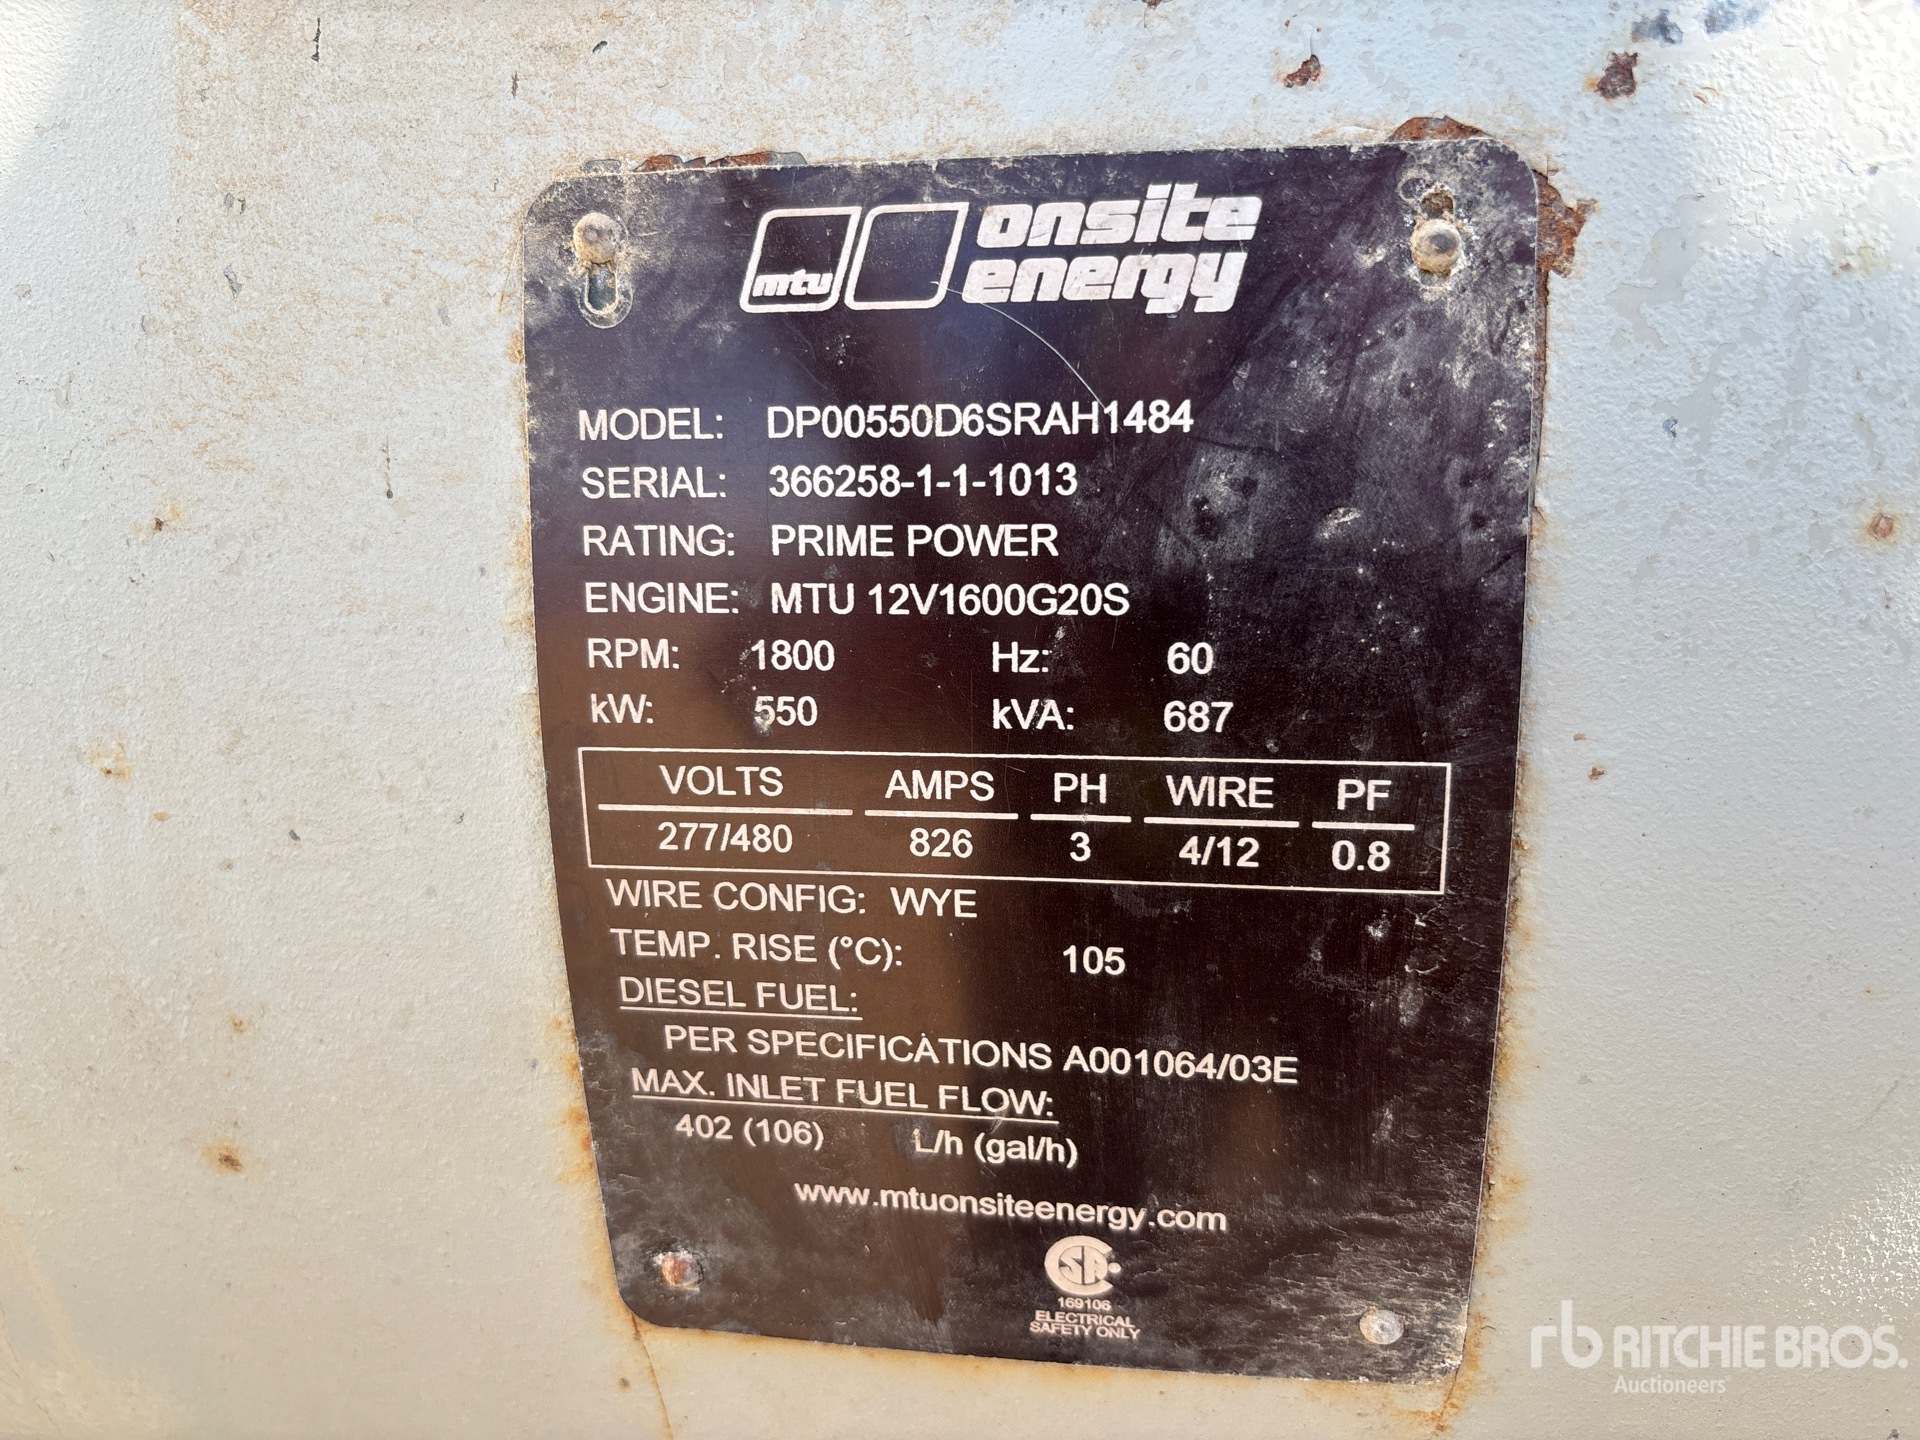 mtu onsite
energy
MODEL: DP00550D6SRAH1484
SERIAL: 366258-1-1-1013
RATING: PRIME POWER
ENGINE: MTU 12V1600G20S
RPM: 1800 Hz: 60
kW: 550 kVA: 687
VOLTS AMPS PH WIRE PF
277/480 826 3 4/12 0.8
WIRE CONFIG: WYE
TEMP. RISE (°C): 105
DIESEL FUEL:
PER SPECIFICATIONS A001064/03E
MAX. INLET FUEL FLOW:
402 (106) L/h (gal/h)
www.mtuonsiteenergy.com
CSA
169106
ELECTRICAL
SAFETY ONLY
rb RITCHIE BROS.
Auctioneers